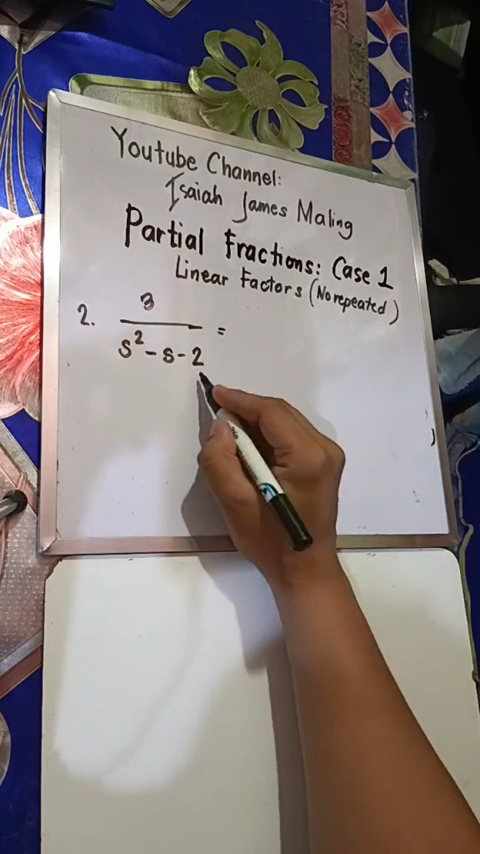 Youtube Channel:
Isaiah James Maling
Partial Fractions: Case 1
Linear Factors (No repeated)
2. 3 / s² - s - 2 =